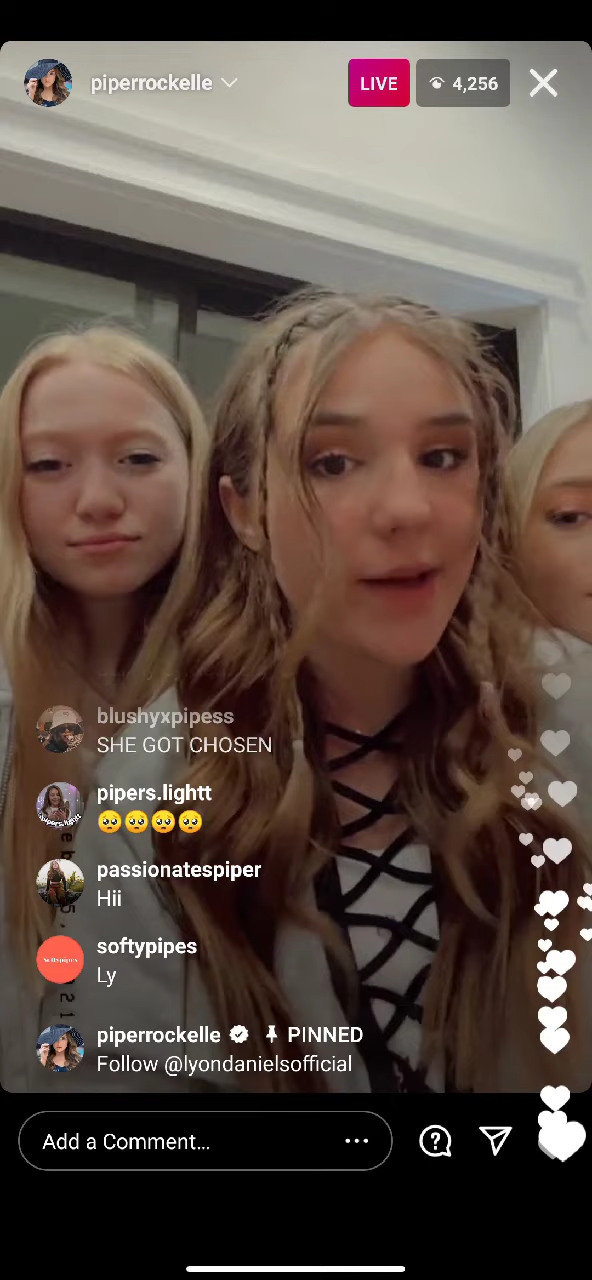 piperrockelle
LIVE
4,256
blushyxpipess
SHE GOT CHOSEN
pipers.lightt
🥺🥺🥺🥺
passionatespiper
Hii
softypipes
Ly
piperrockelle PINNED
Follow @lyondanielsofficial
Add a Comment...